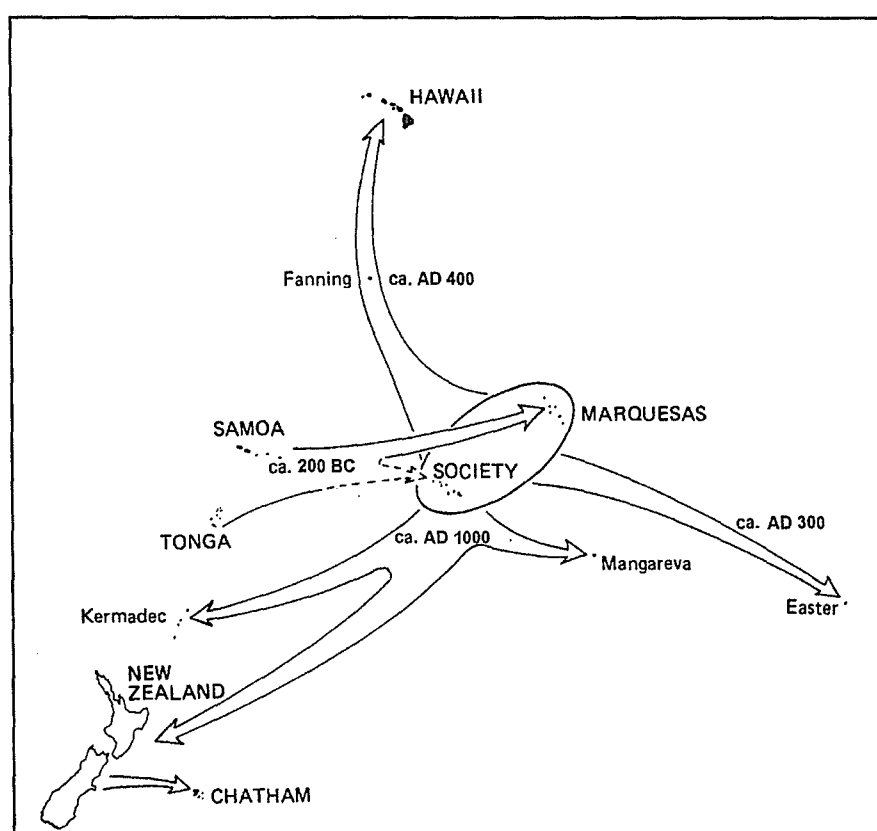 HAWAII
Fanning
ca. AD 400
MARQUESAS
SAMOA
ca. 200 BC
SOCIETY
TONGA
ca. AD 1000
ca. AD 300
Mangareva
Easter
Kermadec
NEW
ZEALAND
CHATHAM